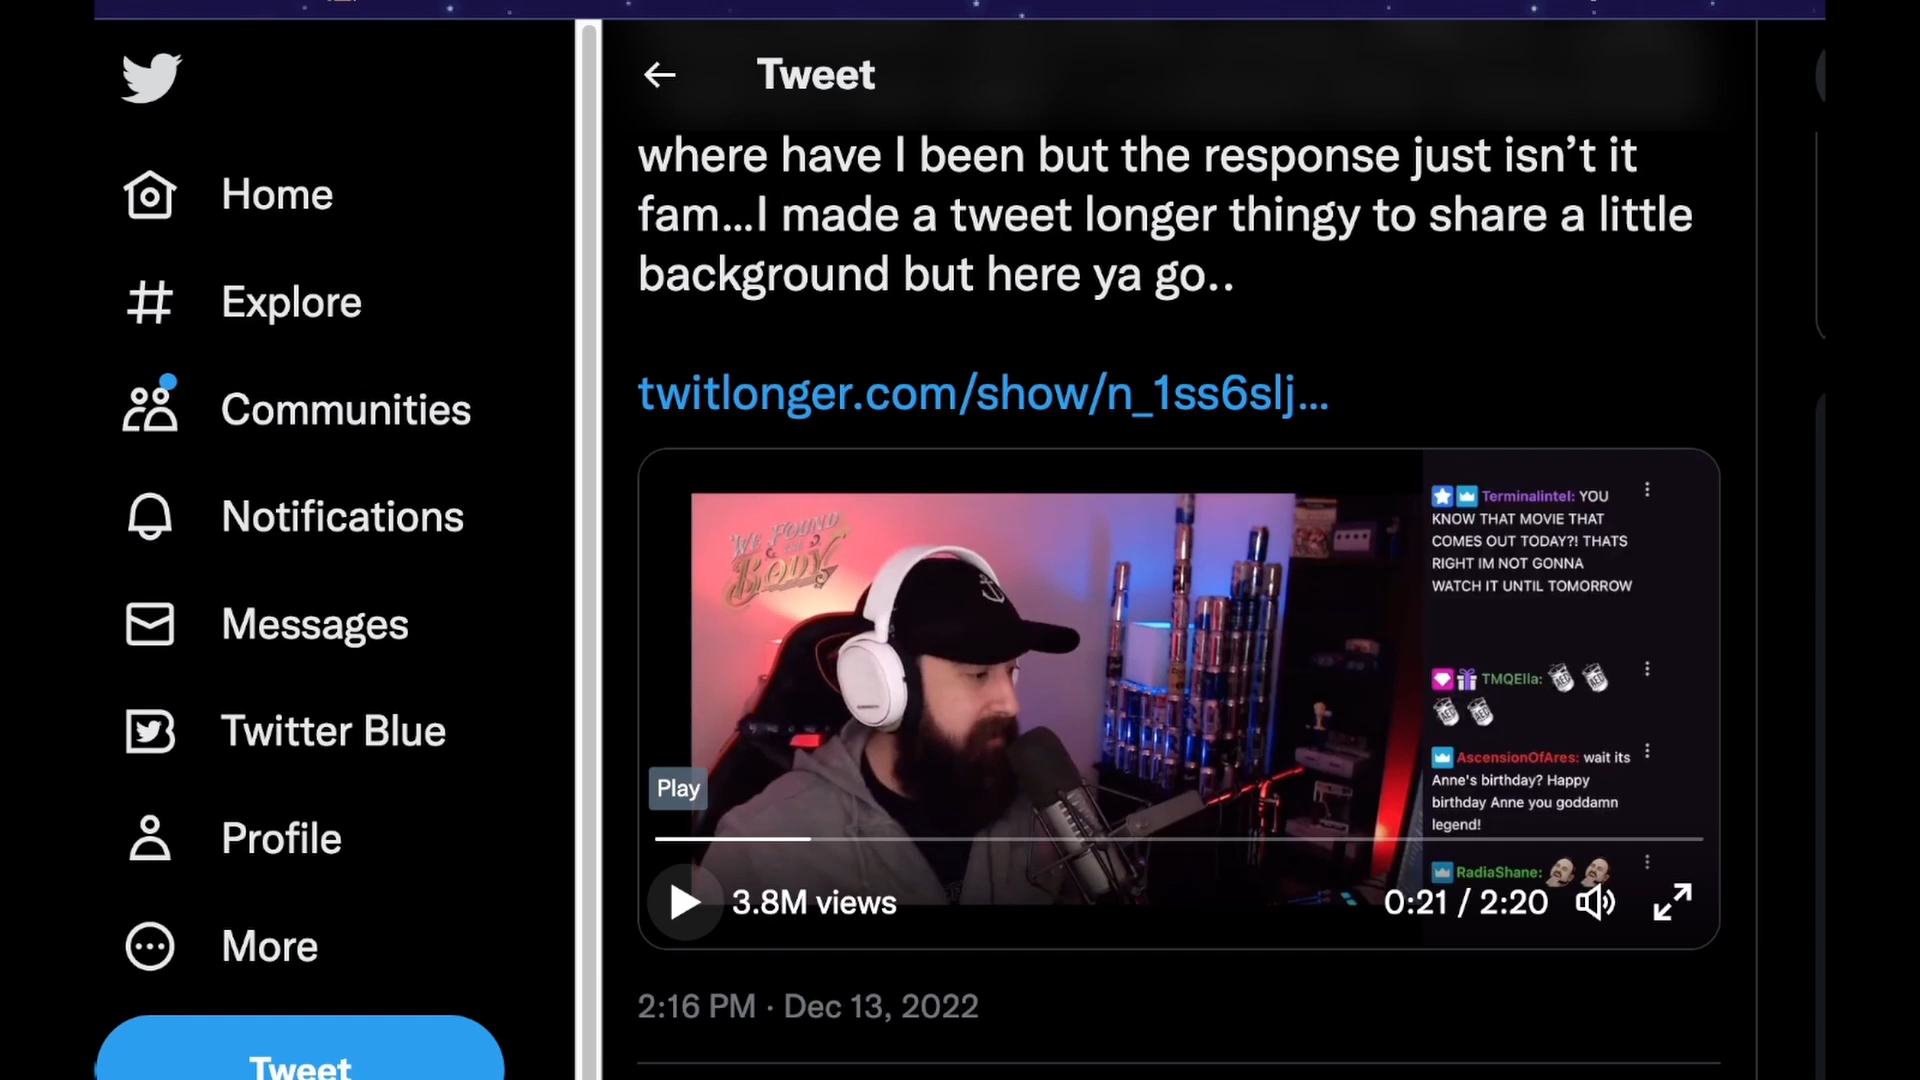 Tweet
Home
Explore
Communities
Notifications
Messages
Twitter Blue
Profile
More
Tweet
where have I been but the response just isn’t it
fam...I made a tweet longer thingy to share a little
background but here ya go..
twitlonger.com/show/n_1ss6slj...
WE FOUND
THE
BODY
Terminalintel: YOU
KNOW THAT MOVIE THAT
COMES OUT TODAY?! THATS
RIGHT IM NOT GONNA
WATCH IT UNTIL TOMORROW
TMQElla:
AscensionOfAres: wait its
Anne's birthday? Happy
birthday Anne you goddamn
legend!
RadiaShane:
Play
3.8M views
0:21 / 2:20
2:16 PM · Dec 13, 2022